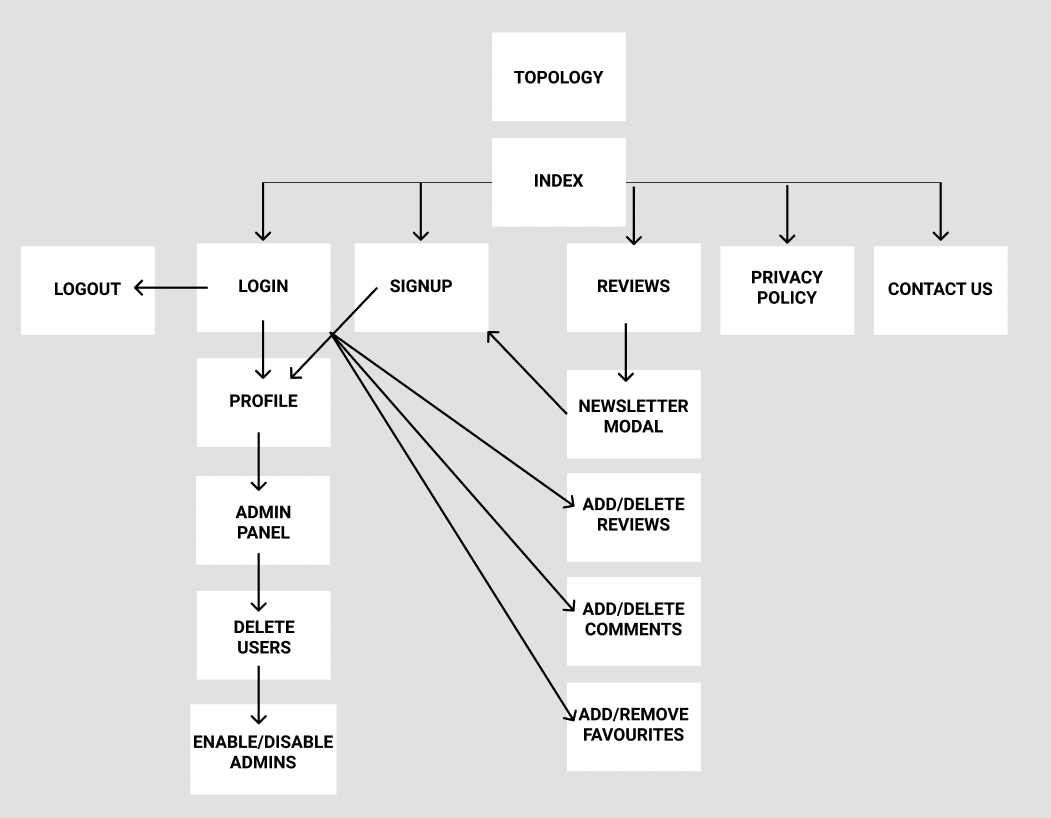 TOPOLOGY
INDEX
LOGOUT
LOGIN
SIGNUP
REVIEWS
PRIVACY
POLICY
CONTACT US
PROFILE
NEWSLETTER
MODAL
ADMIN
PANEL
ADD/DELETE
REVIEWS
DELETE
USERS
ADD/DELETE
COMMENTS
ENABLE/DISABLE
ADMINS
ADD/REMOVE
FAVOURITES